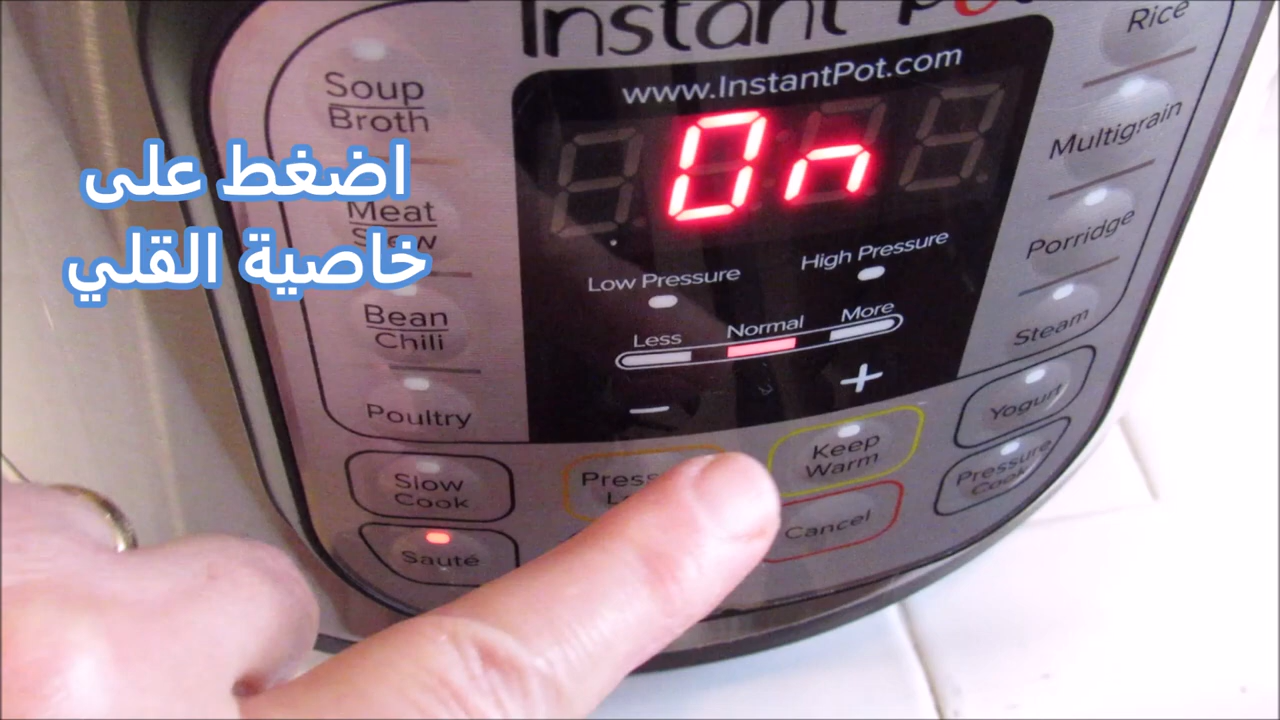 Instant
www.InstantPot.com
On
Soup
Broth
اضغط على
خاصية القلي
Meat
Bean
Chili
Poultry
Slow
Cook
Sauté
Low Pressure
High Pressure
Less
Normal
More
−
+
Keep
Warm
Cancel
Rice
Multigrain
Porridge
Steam
Yogurt
Pressure
Cook